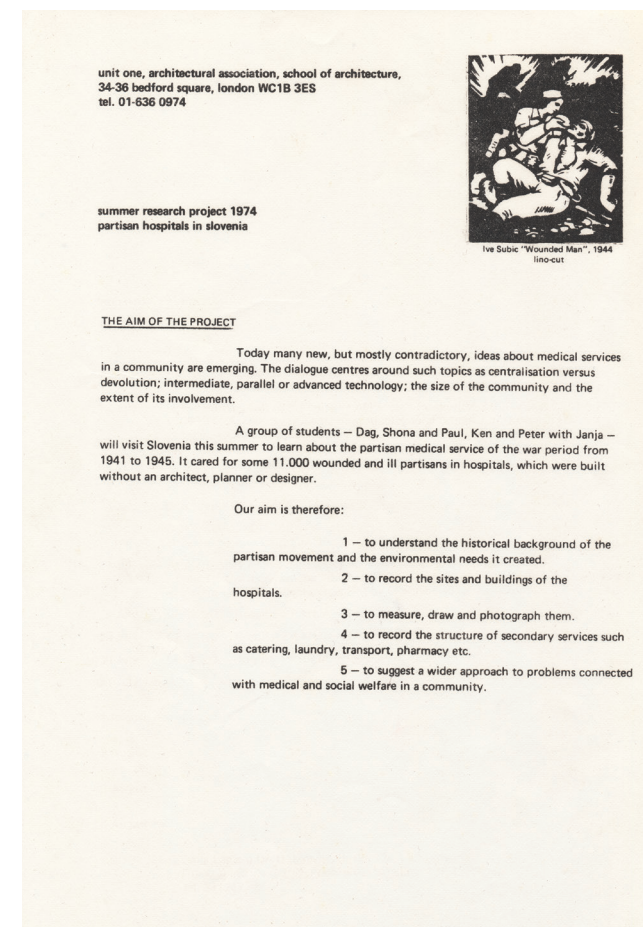 unit one, architectural association, school of architecture,
34-36 bedford square, london WC1B 3ES
tel. 01-636 0974
summer research project 1974
partisan hospitals in slovenia
Ive Subic "Wounded Man", 1944
lino-cut
THE AIM OF THE PROJECT
Today many new, but mostly contradictory, ideas about medical services
in a community are emerging. The dialogue centres around such topics as centralisation versus
devolution; intermediate, parallel or advanced technology; the size of the community and the
extent of its involvement.
A group of students — Dag, Shona and Paul, Ken and Peter with Janja —
will visit Slovenia this summer to learn about the partisan medical service of the war period from
1941 to 1945. It cared for some 11.000 wounded and ill partisans in hospitals, which were built
without an architect, planner or designer.
Our aim is therefore:
1 — to understand the historical background of the
partisan movement and the environmental needs it created.
2 — to record the sites and buildings of the
hospitals.
3 — to measure, draw and photograph them.
4 — to record the structure of secondary services such
as catering, laundry, transport, pharmacy etc.
5 — to suggest a wider approach to problems connected
with medical and social welfare in a community.